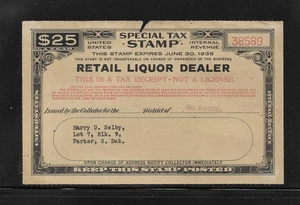 $25 SPECIAL TAX 38589
UNITED STATES STAMP INTERNAL REVENUE
THIS STAMP EXPIRES JUNE 30, 1935
THIS STAMP IS NOT TRANSFERABLE ON CHANGE OF OWNERSHIP OF THE BUSINESS
RETAIL LIQUOR DEALER
THIS IS A TAX RECEIPT - NOT A LICENSE
Issued by the Collector for the District of
Harry D. Selby,
Lot 7, Blk. 9,
Parker, S. Dak.
UPON CHANGE OF ADDRESS NOTIFY COLLECTOR IMMEDIATELY
KEEP THIS STAMP POSTED